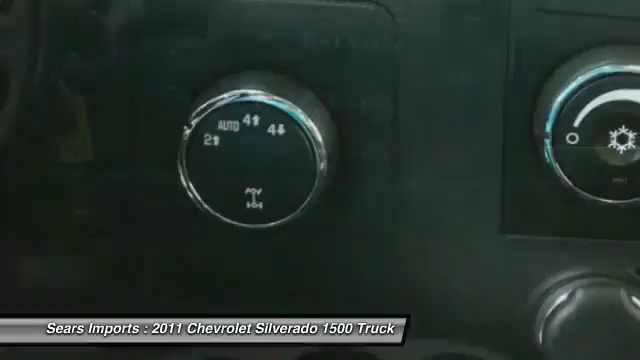 2⬆ AUTO 4⬆ 4⬇
Sears Imports : 2011 Chevrolet Silverado 1500 Truck